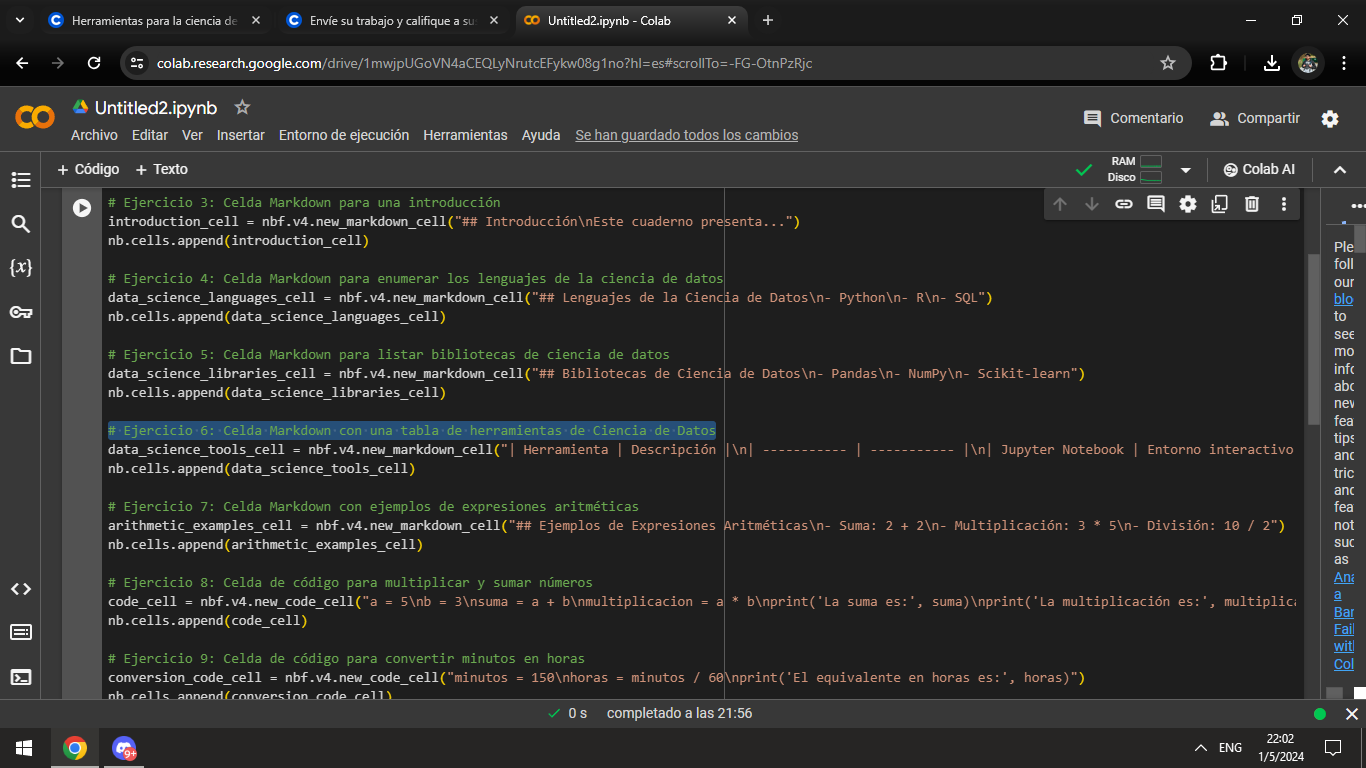 Herramientas para la ciencia de
Envíe su trabajo y califique a su
Untitled2.ipynb - Colab
colab.research.google.com/drive/1mwjpUGoVN4aCEQLyNrutcEFykw08g1no?hl=es#scrollTo=-FG-OtnPzRjc
Untitled2.ipynb
Archivo Editar Ver Insertar Entorno de ejecución Herramientas Ayuda Se han guardado todos los cambios
Comentario Compartir
+ Código + Texto
RAM
Disco
Colab AI
# Ejercicio 3: Celda Markdown para una introducción
introduction_cell = nbf.v4.new_markdown_cell("## Introducción\nEste cuaderno presenta...")
nb.cells.append(introduction_cell)
# Ejercicio 4: Celda Markdown para enumerar los lenguajes de la ciencia de datos
data_science_languages_cell = nbf.v4.new_markdown_cell("## Lenguajes de la Ciencia de Datos\n- Python\n- R\n- SQL")
nb.cells.append(data_science_languages_cell)
# Ejercicio 5: Celda Markdown para listar bibliotecas de ciencia de datos
data_science_libraries_cell = nbf.v4.new_markdown_cell("## Bibliotecas de Ciencia de Datos\n- Pandas\n- NumPy\n- Scikit-learn")
nb.cells.append(data_science_libraries_cell)
# Ejercicio 6: Celda Markdown con una tabla de herramientas de Ciencia de Datos
data_science_tools_cell = nbf.v4.new_markdown_cell("| Herramienta | Descripción |\n| ----------- | ----------- |\n| Jupyter Notebook | Entorno interactivo
nb.cells.append(data_science_tools_cell)
# Ejercicio 7: Celda Markdown con ejemplos de expresiones aritméticas
arithmetic_examples_cell = nbf.v4.new_markdown_cell("## Ejemplos de Expresiones Aritméticas\n- Suma: 2 + 2\n- Multiplicación: 3 * 5\n- División: 10 / 2")
nb.cells.append(arithmetic_examples_cell)
# Ejercicio 8: Celda de código para multiplicar y sumar números
code_cell = nbf.v4.new_code_cell("a = 5\nb = 3\nsuma = a + b\nmultiplicacion = a * b\nprint('La suma es:', suma)\nprint('La multiplicación es:', multiplica
nb.cells.append(code_cell)
# Ejercicio 9: Celda de código para convertir minutos en horas
conversion_code_cell = nbf.v4.new_code_cell("minutos = 150\nhoras = minutos / 60\nprint('El equivalente en horas es:', horas)")
nb.cells.append(conversion_code_cell)
Ple
foll
our
blo
to
see
mo
info
abo
nev
fea
tips
and
tric
and
fea
not
suc
as
Ana
a
Bar
Fail
witl
Col
0 s completado a las 21:56
9+
ENG
22:02
1/5/2024